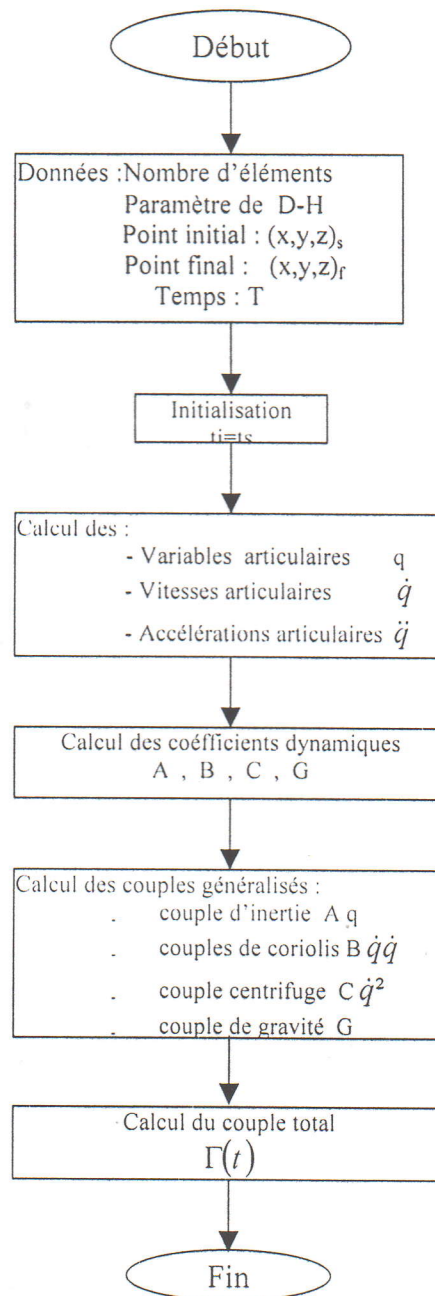 Début
Données :Nombre d'éléments
Paramètre de D-H
Point initial : (x,y,z)ₛ
Point final : (x,y,z)f
Temps : T
Initialisation
ti=ts
Calcul des :
- Variables articulaires q
- Vitesses articulaires q̇
- Accélérations articulaires q̈
Calcul des coéfficients dynamiques
A , B , C , G
Calcul des couples généralisés :
. couple d'inertie A q
. couples de coriolis B q̇q̇
. couple centrifuge C q̇²
. couple de gravité G
Calcul du couple total
Γ(t)
Fin